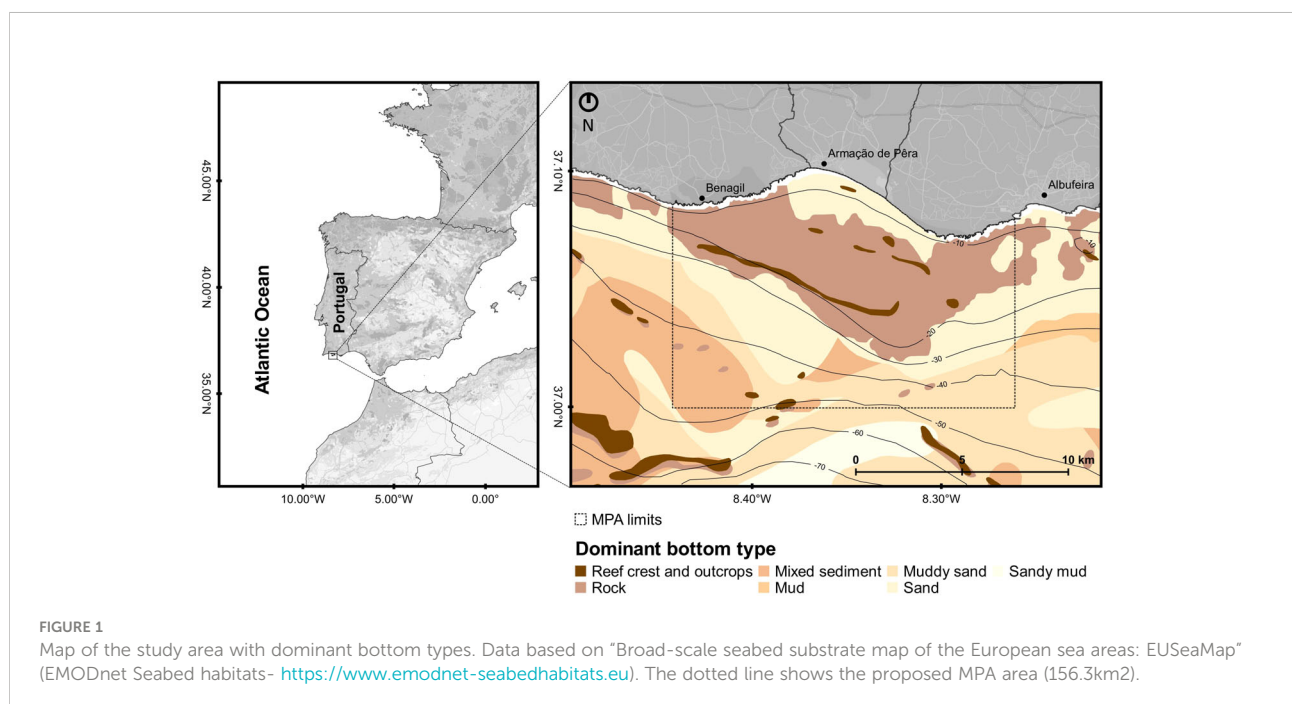 45.00°N
40.00°N
35.00°N
10.00°W
5.00°W
0.00°
Atlantic Ocean
Portugal
N
37.10°N
37.00°N
Armação de Pêra
Benagil
Albufeira
-10
-10
-20
-30
-40
-50
-60
-70
0
5
10 km
8.40°W
8.30°W
MPA limits
Dominant bottom type
Reef crest and outcrops Mixed sediment Muddy sand Sandy mud
Rock Mud Sand
FIGURE 1
Map of the study area with dominant bottom types. Data based on “Broad-scale seabed substrate map of the European sea areas: EUSeaMap”
(EMODnet Seabed habitats- https://www.emodnet-seabedhabitats.eu). The dotted line shows the proposed MPA area (156.3km2).